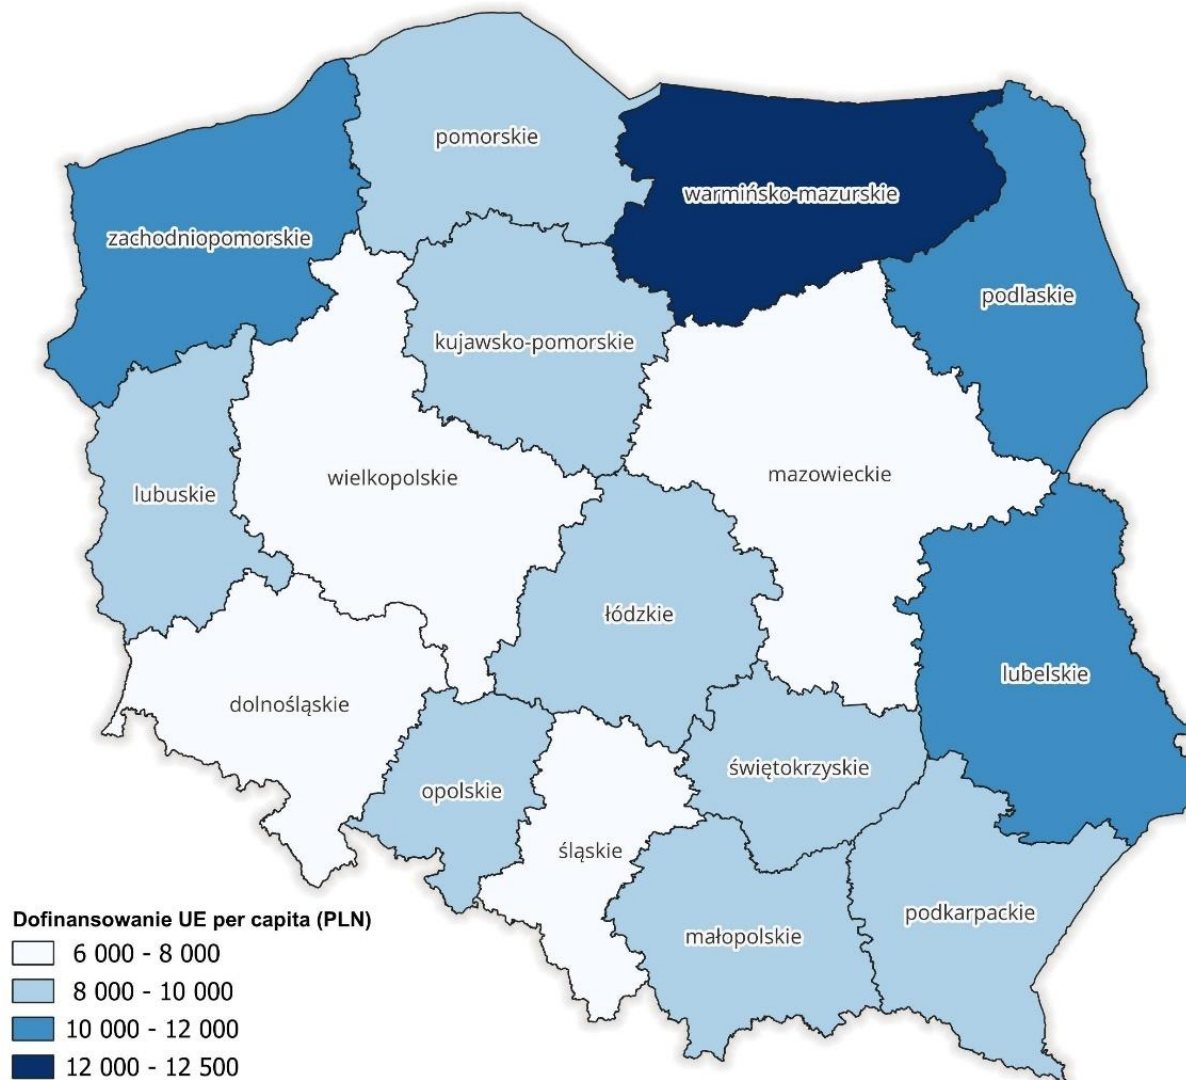 pomorskie
warmińsko-mazurskie
zachodniopomorskie
podlaskie
kujawsko-pomorskie
wielkopolskie
mazowieckie
lubuskie
łódzkie
lubelskie
dolnośląskie
świętokrzyskie
opolskie
śląskie
podkarpackie
małopolskie
Dofinansowanie UE per capita (PLN)
6 000 - 8 000
8 000 - 10 000
10 000 - 12 000
12 000 - 12 500